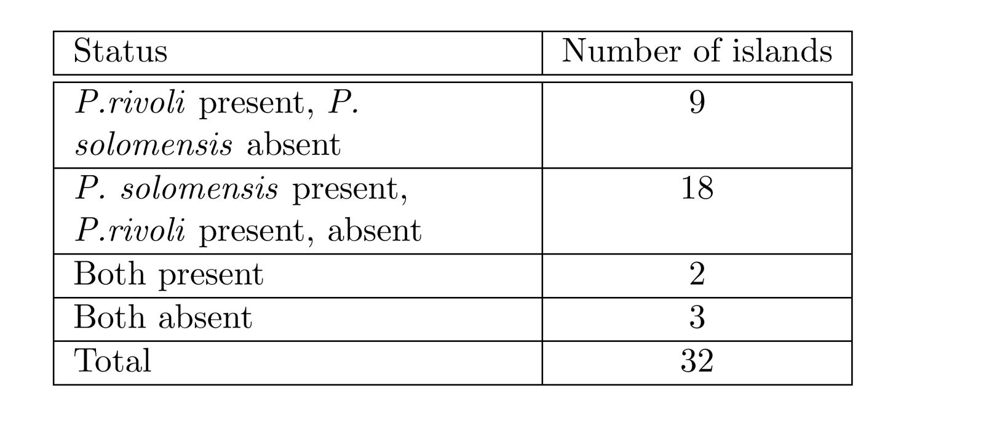 Status Number of islands
P.rivoli present, P. 9
solomensis absent
P. solomensis present, 18
P.rivoli present, absent
Both present 2
Both absent 3
Total 32